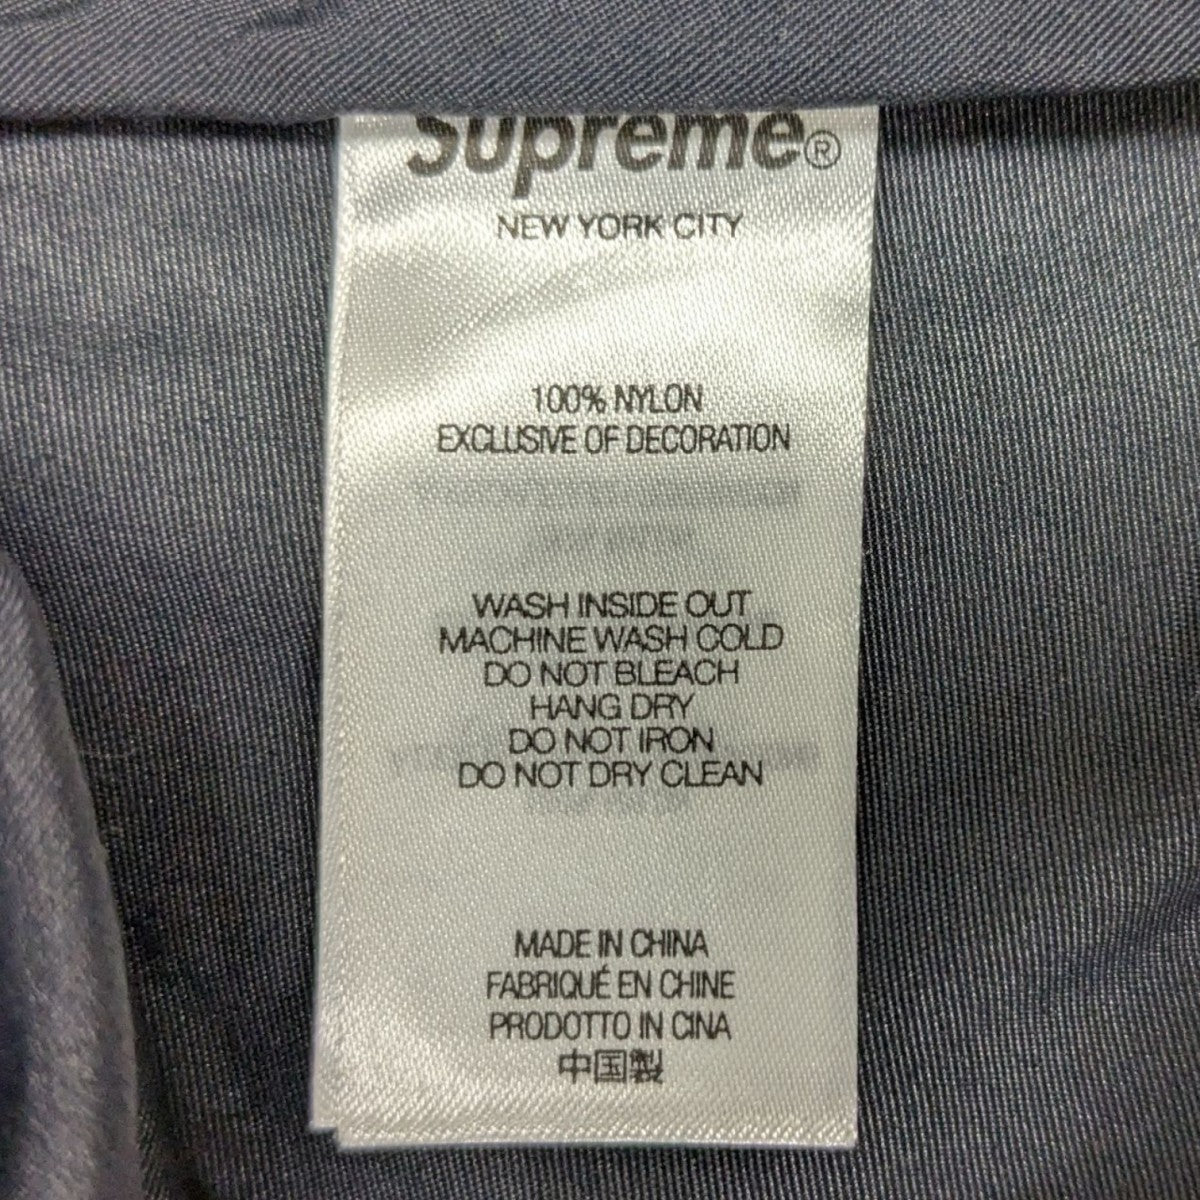 Supreme®
NEW YORK CITY
100% NYLON
EXCLUSIVE OF DECORATION
WASH INSIDE OUT
MACHINE WASH COLD
DO NOT BLEACH
HANG DRY
DO NOT IRON
DO NOT DRY CLEAN
MADE IN CHINA
FABRIQUÉ EN CHINE
PRODOTTO IN CINA
中国製